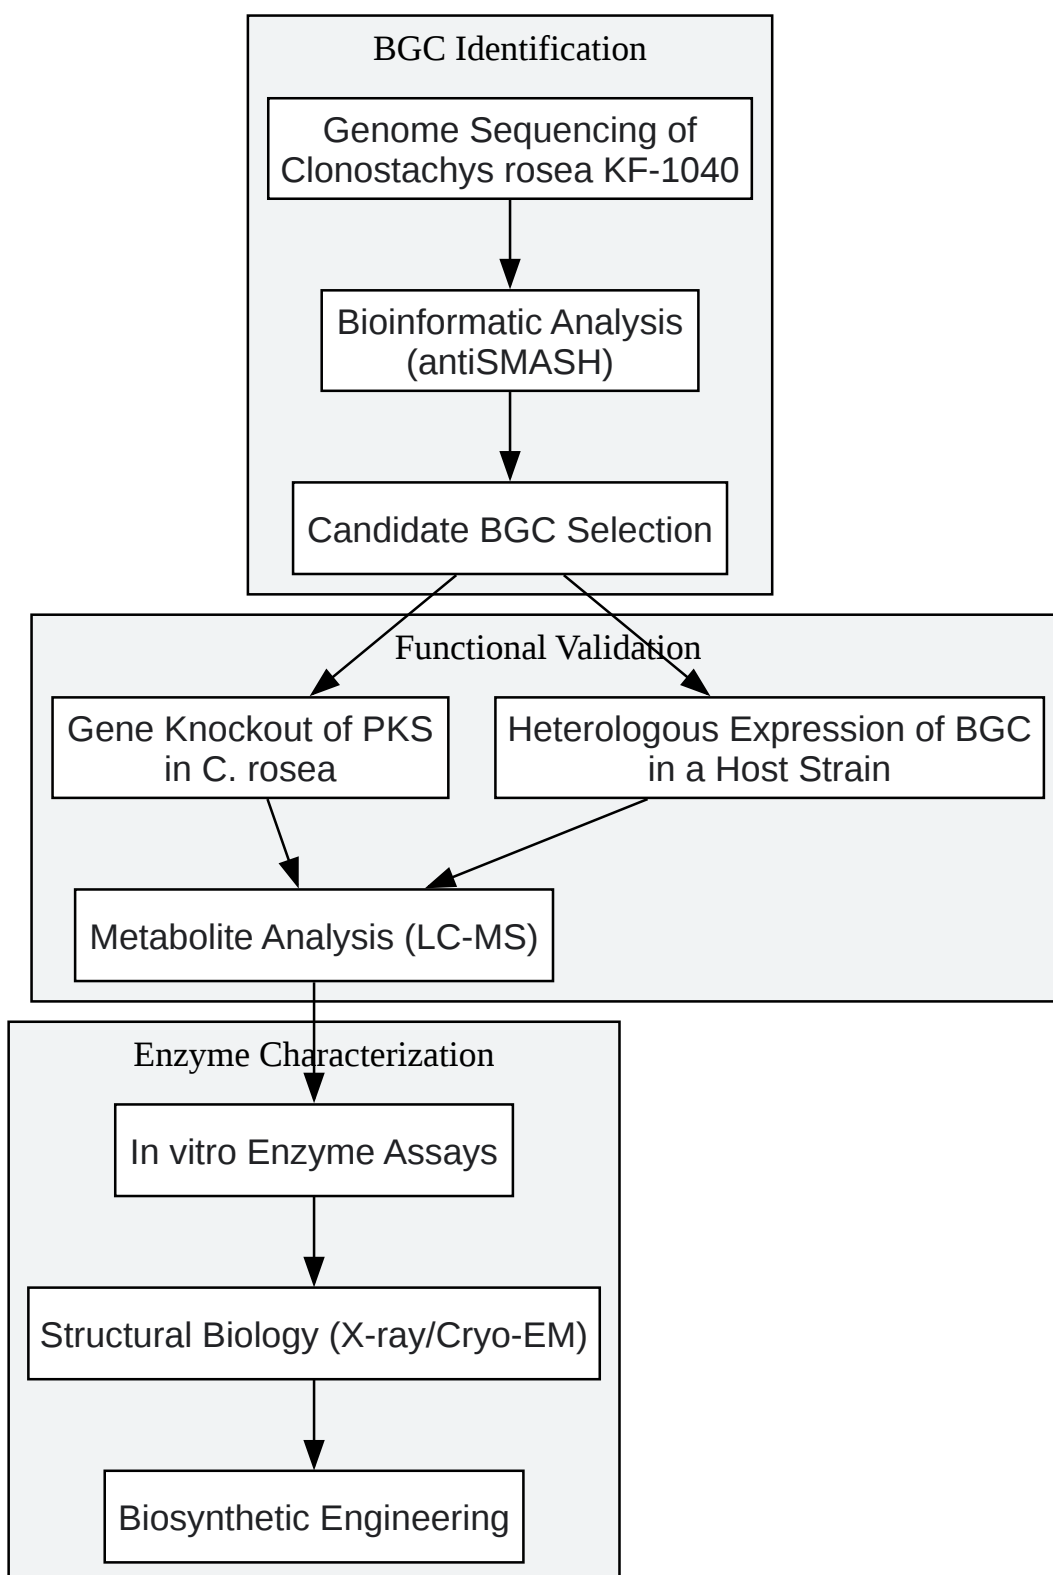 BGC Identification
Genome Sequencing of
Clonostachys rosea KF-1040
Bioinformatic Analysis
(antiSMASH)
Candidate BGC Selection
Functional Validation
Gene Knockout of PKS
in C. rosea
Heterologous Expression of BGC
in a Host Strain
Metabolite Analysis (LC-MS)
Enzyme Characterization
In vitro Enzyme Assays
Structural Biology (X-ray/Cryo-EM)
Biosynthetic Engineering